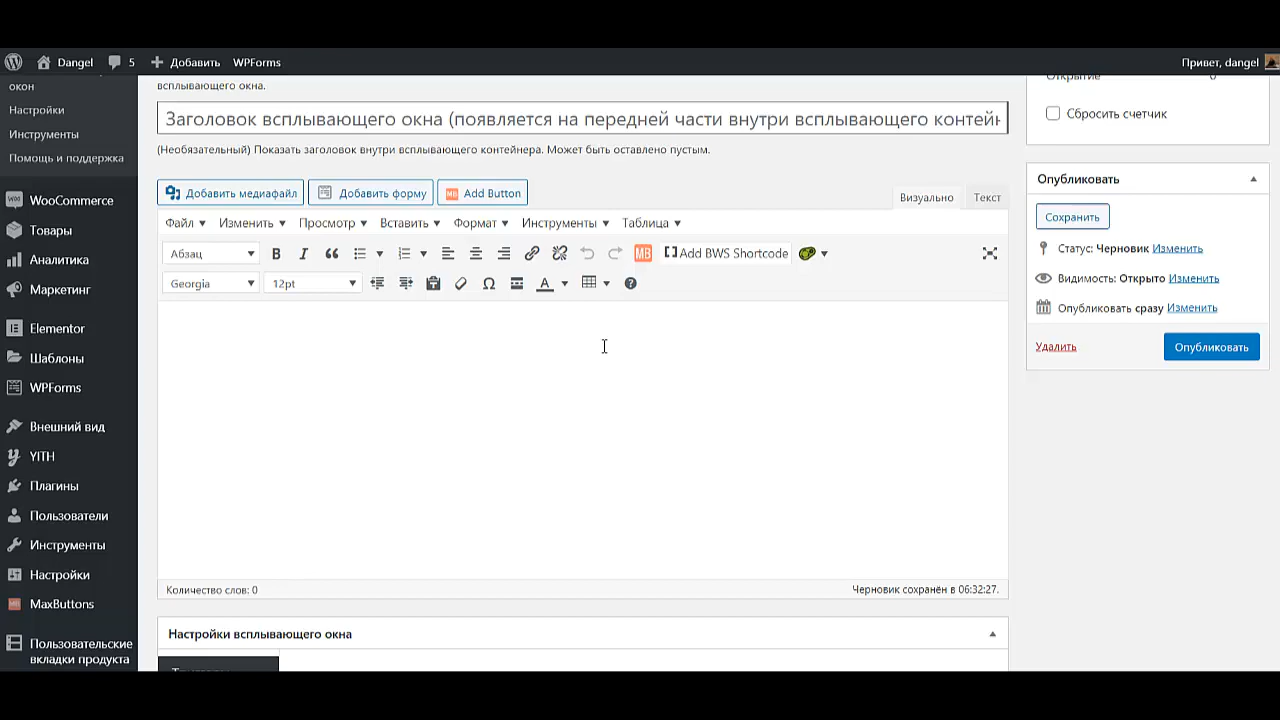 Dangel 5 Добавить WPForms Привет, dangel
окон
Настройки
Инструменты
Помощь и поддержка
WooCommerce
Товары
Аналитика
Маркетинг
Elementor
Шаблоны
WPForms
Внешний вид
YITH
Плагины
Пользователи
Инструменты
Настройки
MaxButtons
Пользовательские
вкладки продукта
всплывающего окна.
Заголовок всплывающего окна (появляется на передней части внутри всплывающего контейн
(Необязательный) Показать заголовок внутри всплывающего контейнера. Может быть оставлено пустым.
Добавить медиафайл Добавить форму MB Add Button Визуально Текст
Файл Изменить Просмотр Вставить Формат Инструменты Таблица
Абзац MB Add BWS Shortcode
Georgia 12pt
Количество слов: 0 Черновик сохранён в 06:32:27.
Настройки всплывающего окна
Открытие 0
Сбросить счетчик
Опубликовать
Сохранить
Статус: Черновик Изменить
Видимость: Открыто Изменить
Опубликовать сразу Изменить
Удалить Опубликовать